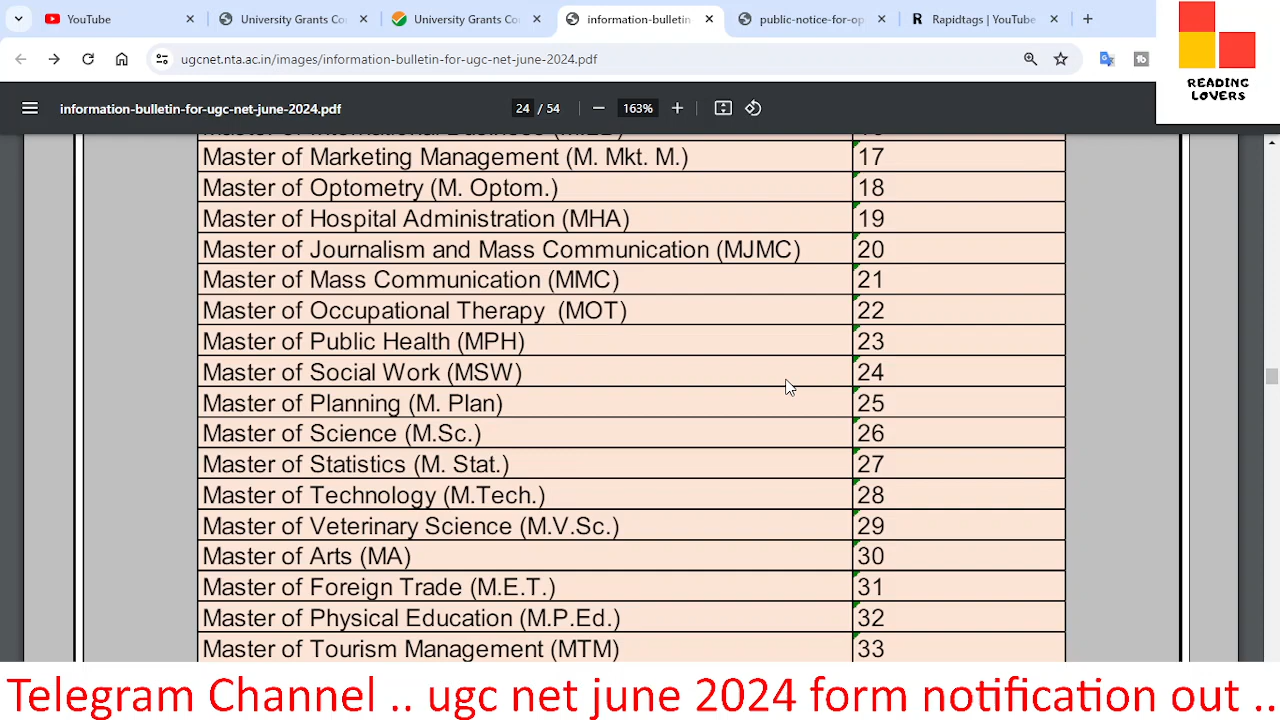 YouTube
University Grants Co
University Grants Co
information-bulletin
public-notice-for-op
Rapidtags | YouTube
ugcnet.nta.ac.in/images/information-bulletinfor-ugc-net-june-2024.pdf
READING
LOVERS
information-bulletin-for-ugc-net-june-2024.pdf
24 / 54
163%
Master of Marketing Management (M. Mkt. M.) 17
Master of Optometry (M. Optom.) 18
Master of Hospital Administration (MHA) 19
Master of Journalism and Mass Communication (MJMC) 20
Master of Mass Communication (MMC) 21
Master of Occupational Therapy (MOT) 22
Master of Public Health (MPH) 23
Master of Social Work (MSW) 24
Master of Planning (M. Plan) 25
Master of Science (M.Sc.) 26
Master of Statistics (M. Stat.) 27
Master of Technology (M.Tech.) 28
Master of Veterinary Science (M.V.Sc.) 29
Master of Arts (MA) 30
Master of Foreign Trade (M.E.T.) 31
Master of Physical Education (M.P.Ed.) 32
Master of Tourism Management (MTM) 33
Telegram Channel .. ugc net june 2024 form notification out ..